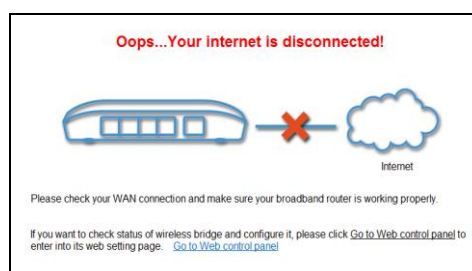 Oops...Your internet is disconnected!
Internet
Please check your WAN connection and make sure your broadband router is working properly.
If you want to check status of wireless bridge and configure it, please click Go to Web control panel to
enter into its web setting page. Go to Web control panel